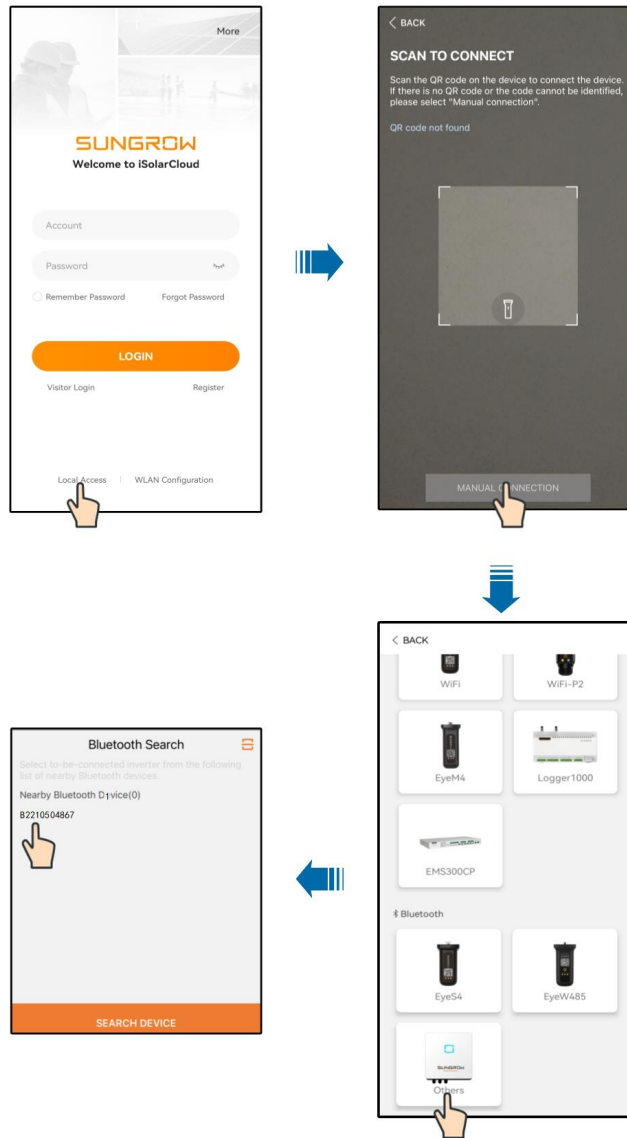 More
SUNGROW
Welcome to iSolarCloud
Account
Password
Remember Password Forgot Password
LOGIN
Visitor Login Register
Local Access | WLAN Configuration
< BACK
SCAN TO CONNECT
Scan the QR code on the device to connect the device.
If there is no QR code or the code cannot be identified,
please select "Manual connection".
QR code not found
MANUAL CONNECTION
< BACK
WiFi WiFi-P2
EyeM4 Logger1000
EMS300CP
Bluetooth
EyeS4 EyeW485
SUNGROW
Others
Bluetooth Search
Select to-be-connected inverter from the following
list of nearby Bluetooth devices.
Nearby Bluetooth D1vice(0)
B2210504867
SEARCH DEVICE